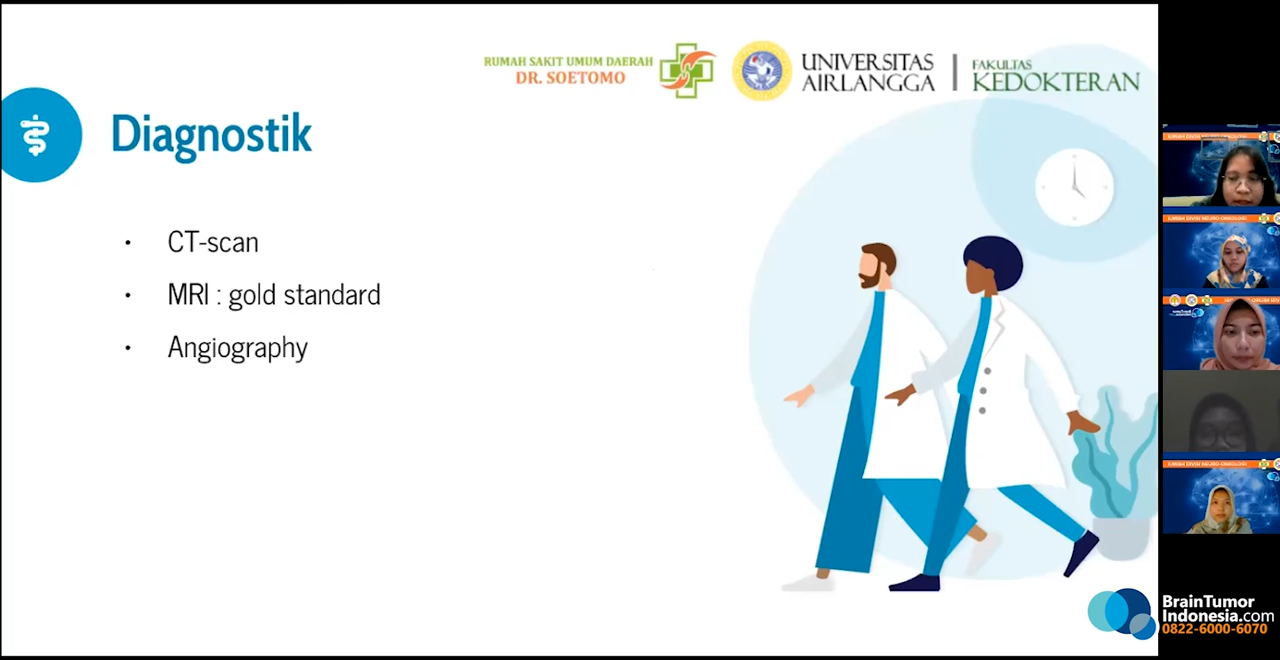 RUMAH SAKIT UMUM DAERAH
DR. SOETOMO
UNIVERSITAS
AIRLANGGA
FAKULTAS
KEDOKTERAN
Diagnostik
• CT-scan
• MRI : gold standard
• Angiography
BrainTumor
Indonesia.com
0822-6000-6070